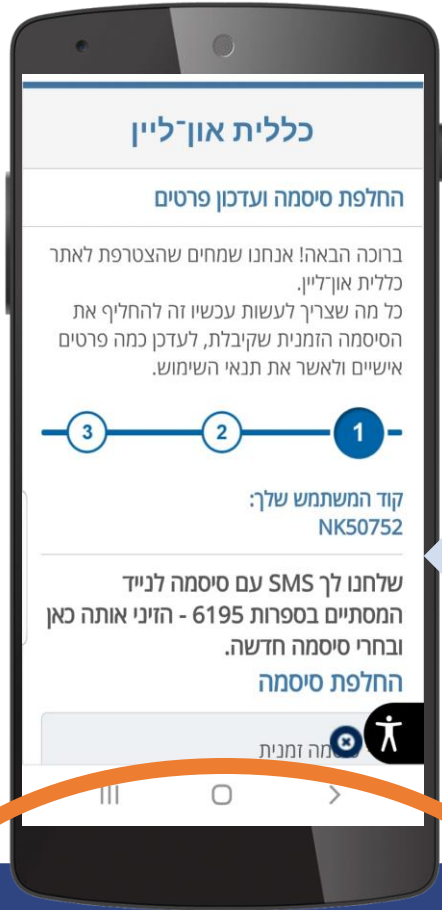 כללית און־ליין
החלפת סיסמה ועדכון פרטים
ברוכה הבאה! אנחנו שמחים שהצטרפת לאתר
כללית און־ליין.
כל מה שצריך לעשות עכשיו זה להחליף את
הסיסמה הזמנית שקיבלת, לעדכן כמה פרטים
אישיים ולאשר את תנאי השימוש.
1 2 3
קוד המשתמש שלך:
NK50752
שלחנו לך SMS עם סיסמה לנייד
המסתיים בספרות 6195 - הזיני אותה כאן
ובחרי סיסמה חדשה.
החלפת סיסמה
זמנית